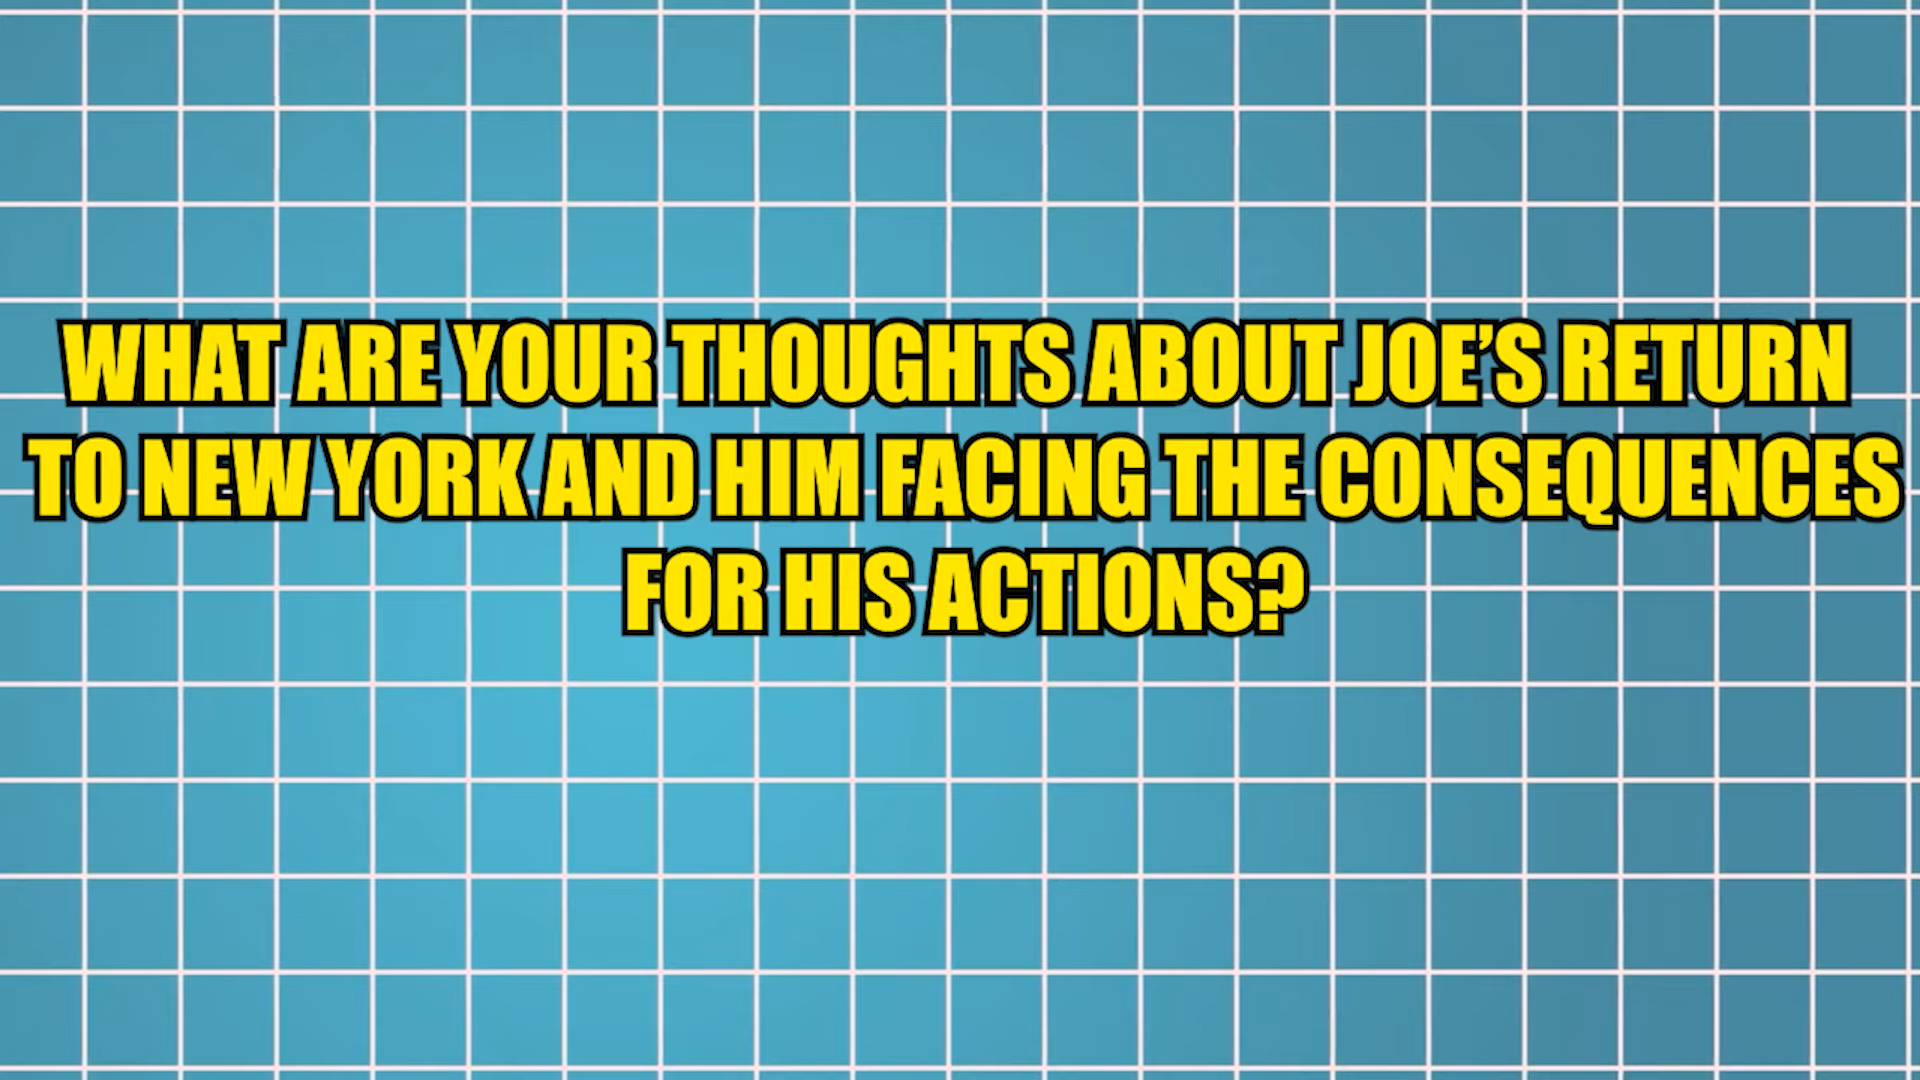 WHAT ARE YOUR THOUGHTS ABOUT JOE’S RETURN
TO NEW YORK AND HIM FACING THE CONSEQUENCES
FOR HIS ACTIONS?